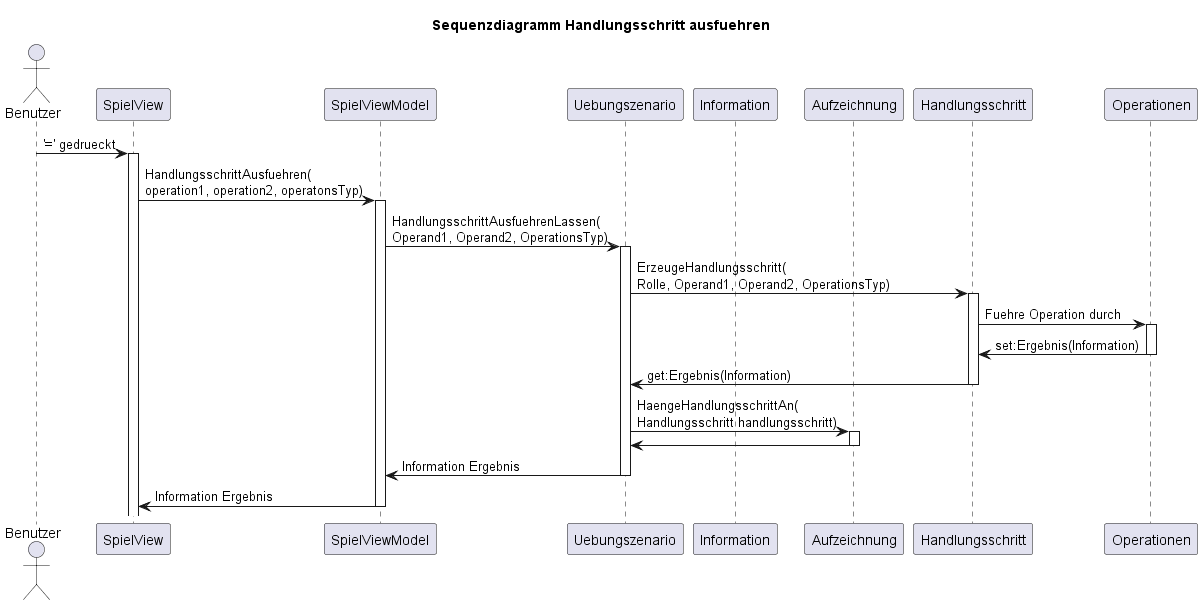 Sequenzdiagramm Handlungsschritt ausfuehren
Benutzer
SpielView
SpielViewModel
Uebungszenario
Information
Aufzeichnung
Handlungsschritt
Operationen
'=' gedrueckt
HandlungsschrittAusfuehren(
operation1, operation2, operatonsTyp)
HandlungsschrittAusfuehrenLassen(
Operand1, Operand2, OperationsTyp)
ErzeugeHandlungsschritt(
Rolle, Operand1, Operand2, OperationsTyp)
Fuehre Operation durch
set:Ergebnis(Information)
get:Ergebnis(Information)
HaengeHandlungsschrittAn(
Handlungsschritt handlungsschritt)
Information Ergebnis
Information Ergebnis
Benutzer
SpielView
SpielViewModel
Uebungszenario
Information
Aufzeichnung
Handlungsschritt
Operationen